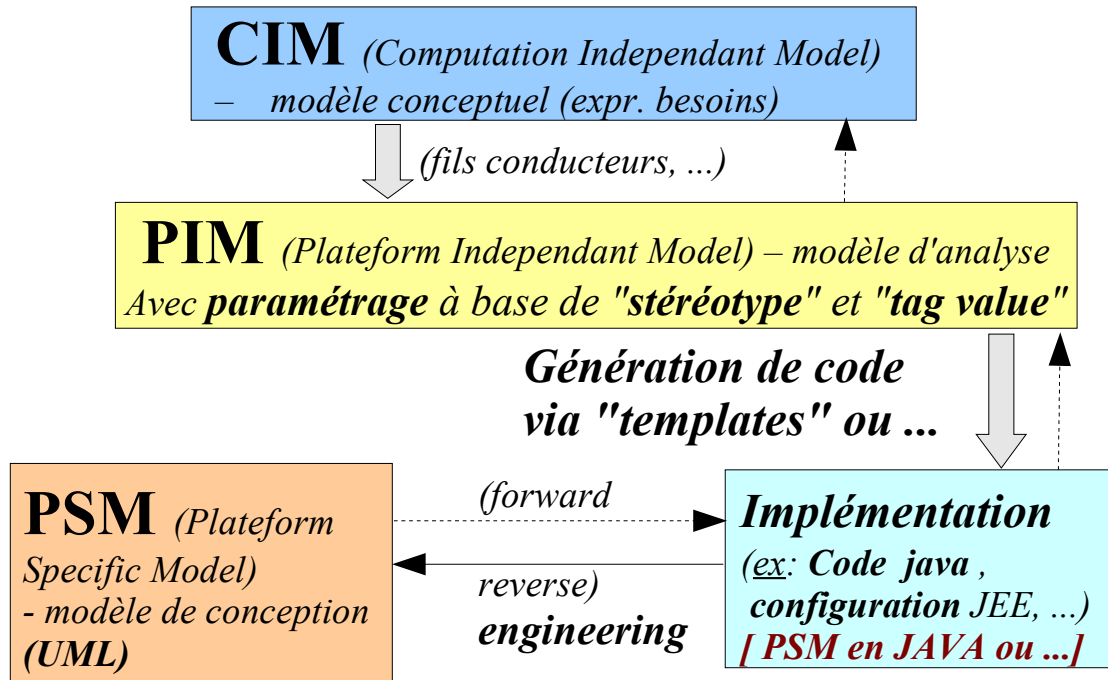 CIM (Computation Independant Model)
– modèle conceptuel (expr. besoins)
(fils conducteurs, ...)
PIM (Plateform Independant Model) – modèle d'analyse
Avec paramétrage à base de "stéréotype" et "tag value"
Génération de code
via "templates" ou ...
PSM (Plateform
Specific Model)
- modèle de conception
(UML)
(forward
reverse)
engineering
Implémentation
(ex: Code java ,
configuration JEE, ...)
[ PSM en JAVA ou ...]